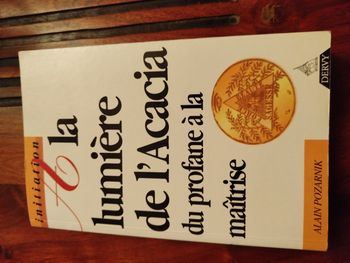 initiation
A la
lumière
de l'Acacia
du profane à la
maîtrise
ALAIN POZARNIK
DERVY